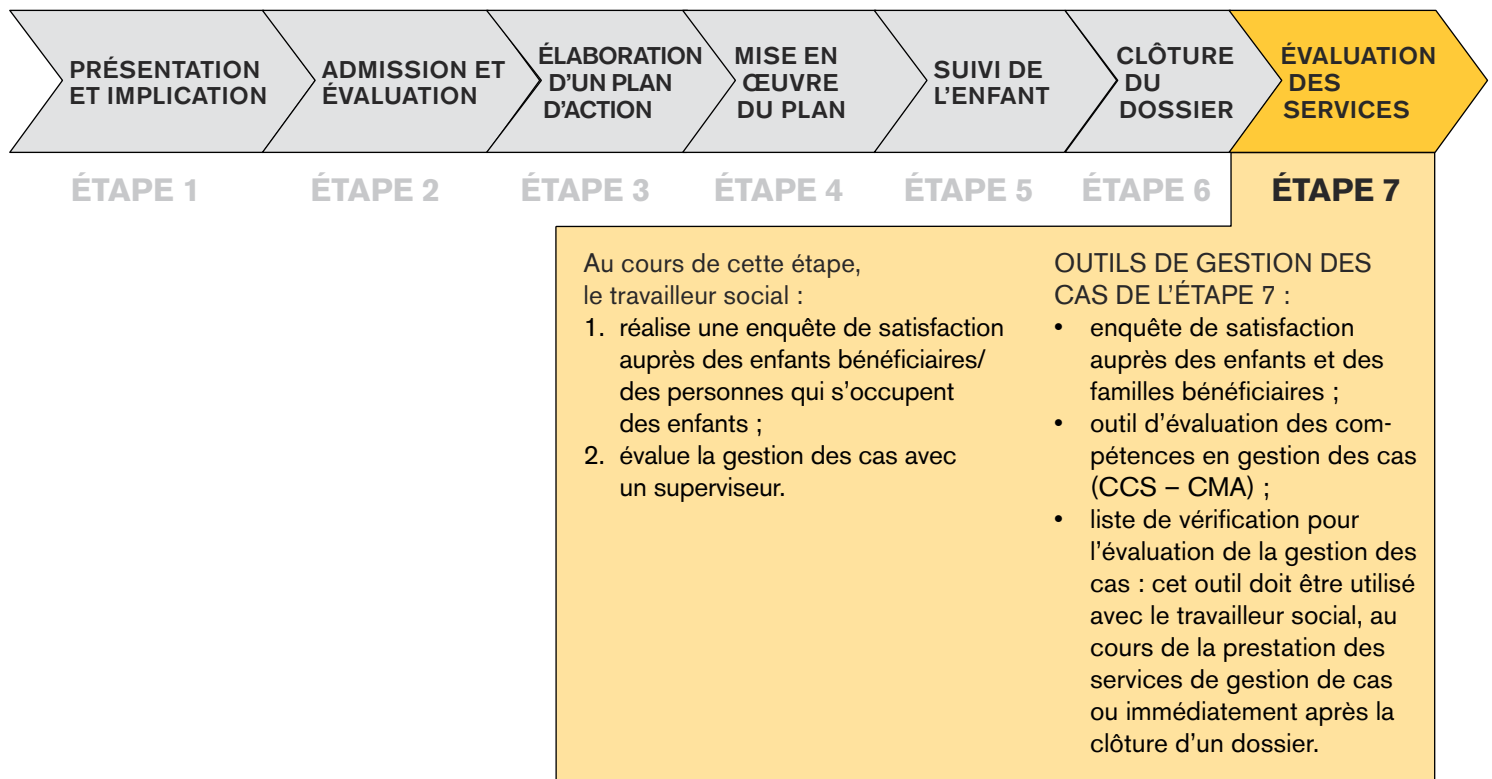 PRÉSENTATION
ET IMPLICATION
ADMISSION ET
ÉVALUATION
ÉLABORATION
D'UN PLAN
D'ACTION
MISE EN
ŒUVRE
DU PLAN
SUIVI DE
L'ENFANT
CLÔTURE
DU
DOSSIER
ÉVALUATION
DES
SERVICES
ÉTAPE 1
ÉTAPE 2
ÉTAPE 3
ÉTAPE 4
ÉTAPE 5
ÉTAPE 6
ÉTAPE 7
Au cours de cette étape,
le travailleur social :
1. réalise une enquête de satisfaction
auprès des enfants bénéficiaires/
des personnes qui s'occupent
des enfants ;
2. évalue la gestion des cas avec
un superviseur.
OUTILS DE GESTION DES
CAS DE L'ÉTAPE 7 :
• enquête de satisfaction
auprès des enfants et des
familles bénéficiaires ;
• outil d'évaluation des com-
pétences en gestion des cas
(CCS – CMA) ;
• liste de vérification pour
l'évaluation de la gestion des
cas : cet outil doit être utilisé
avec le travailleur social, au
cours de la prestation des
services de gestion de cas
ou immédiatement après la
clôture d'un dossier.